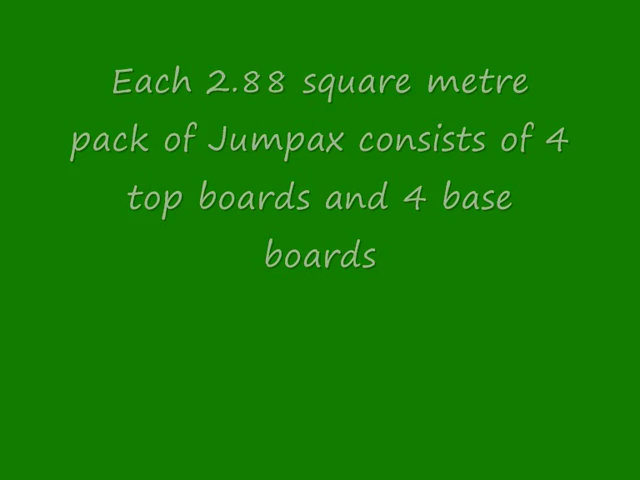 Each 2.88 square metre
pack of Jumpax consists of 4
top boards and 4 base
boards